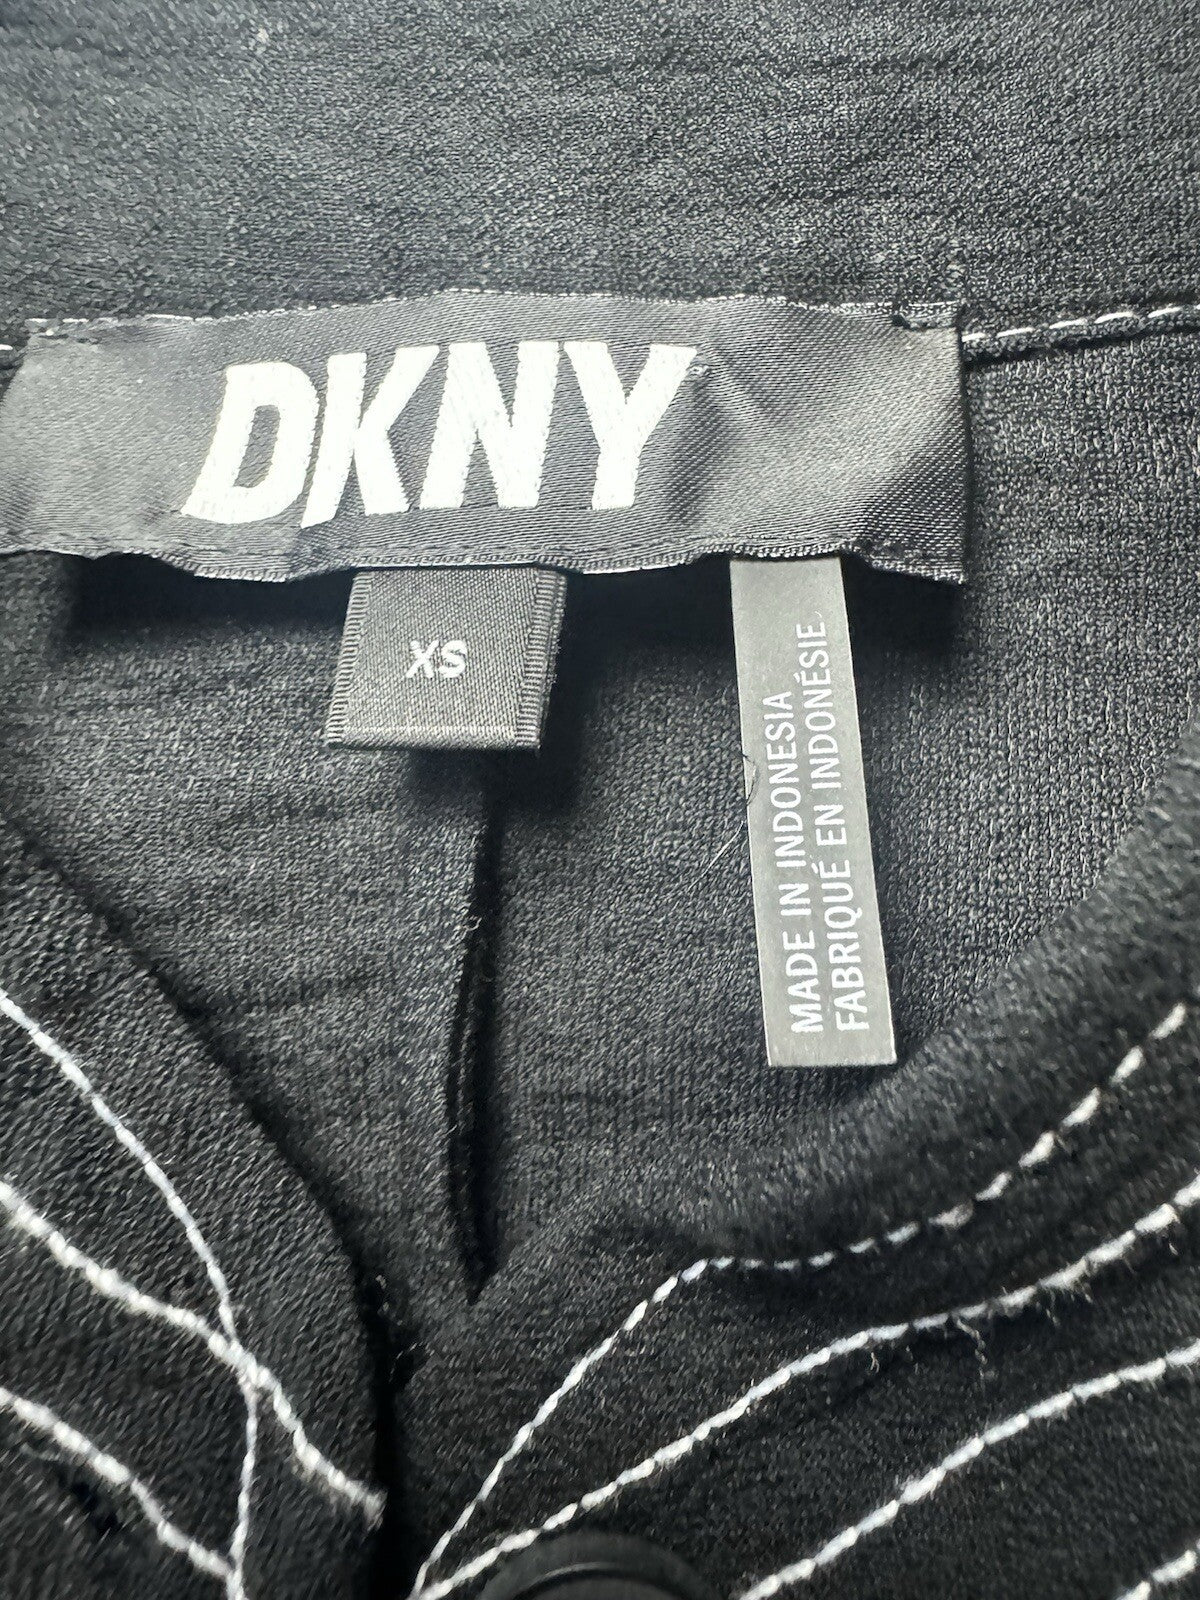 DKNY
XS
MADE IN INDONESIA
FABRIQUÉ EN INDONÉSIE